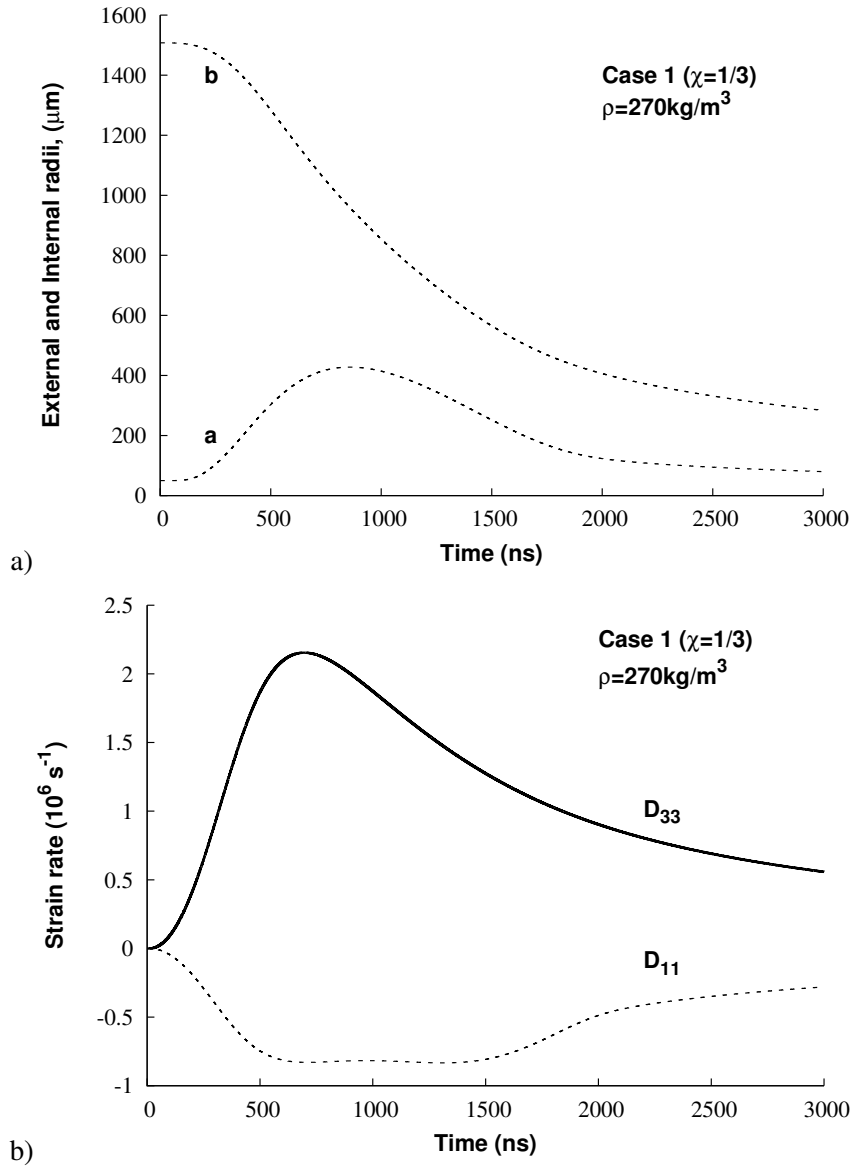 1600
1400
1200
1000
800
600
400
200
0
External and Internal radii, (μm)
b
a
Case 1 (χ=1/3)
ρ=270kg/m³
0 500 1000 1500 2000 2500 3000
Time (ns)
a)
2.5
2
1.5
1
0.5
0
-0.5
-1
Strain rate (10⁶ s⁻¹)
Case 1 (χ=1/3)
ρ=270kg/m³
D₃₃
D₁₁
0 500 1000 1500 2000 2500 3000
Time (ns)
b)